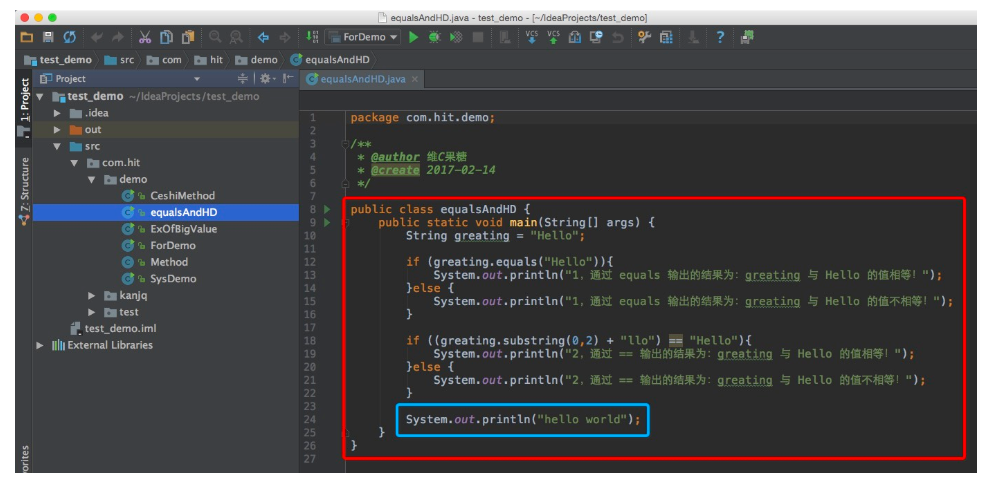 equalsAndHD.java - test_demo - [~/IdeaProjects/test_demo]
ForDemo
VCS VCS
test_demo src com hit demo equalsAndHD
Project
equalsAndHD.java
1: Project
7: Structure
orites
test_demo ~/IdeaProjects/test_demo
.idea
out
src
com.hit
demo
CeshiMethod
equalsAndHD
ExOfBigValue
ForDemo
Method
SysDemo
kanjq
test
test_demo.iml
External Libraries
1 package com.hit.demo;
2
3 /**
4 * @author 维C果糖
5 * @create 2017-02-14
6 */
7
8 public class equalsAndHD {
9 public static void main(String[] args) {
10 String greating = "Hello";
11
12 if (greating.equals("Hello")){
13 System.out.println("1, 通过 equals 输出的结果为: greating 与 Hello 的值相等! ");
14 }else {
15 System.out.println("1, 通过 equals 输出的结果为: greating 与 Hello 的值不相等! ");
16 }
17
18 if ((greating.substring(0,2) + "llo") == "Hello"){
19 System.out.println("2, 通过 == 输出的结果为: greating 与 Hello 的值相等! ");
20 }else {
21 System.out.println("2, 通过 == 输出的结果为: greating 与 Hello 的值不相等! ");
22 }
23
24 System.out.println("hello world");
25 }
26 }
27